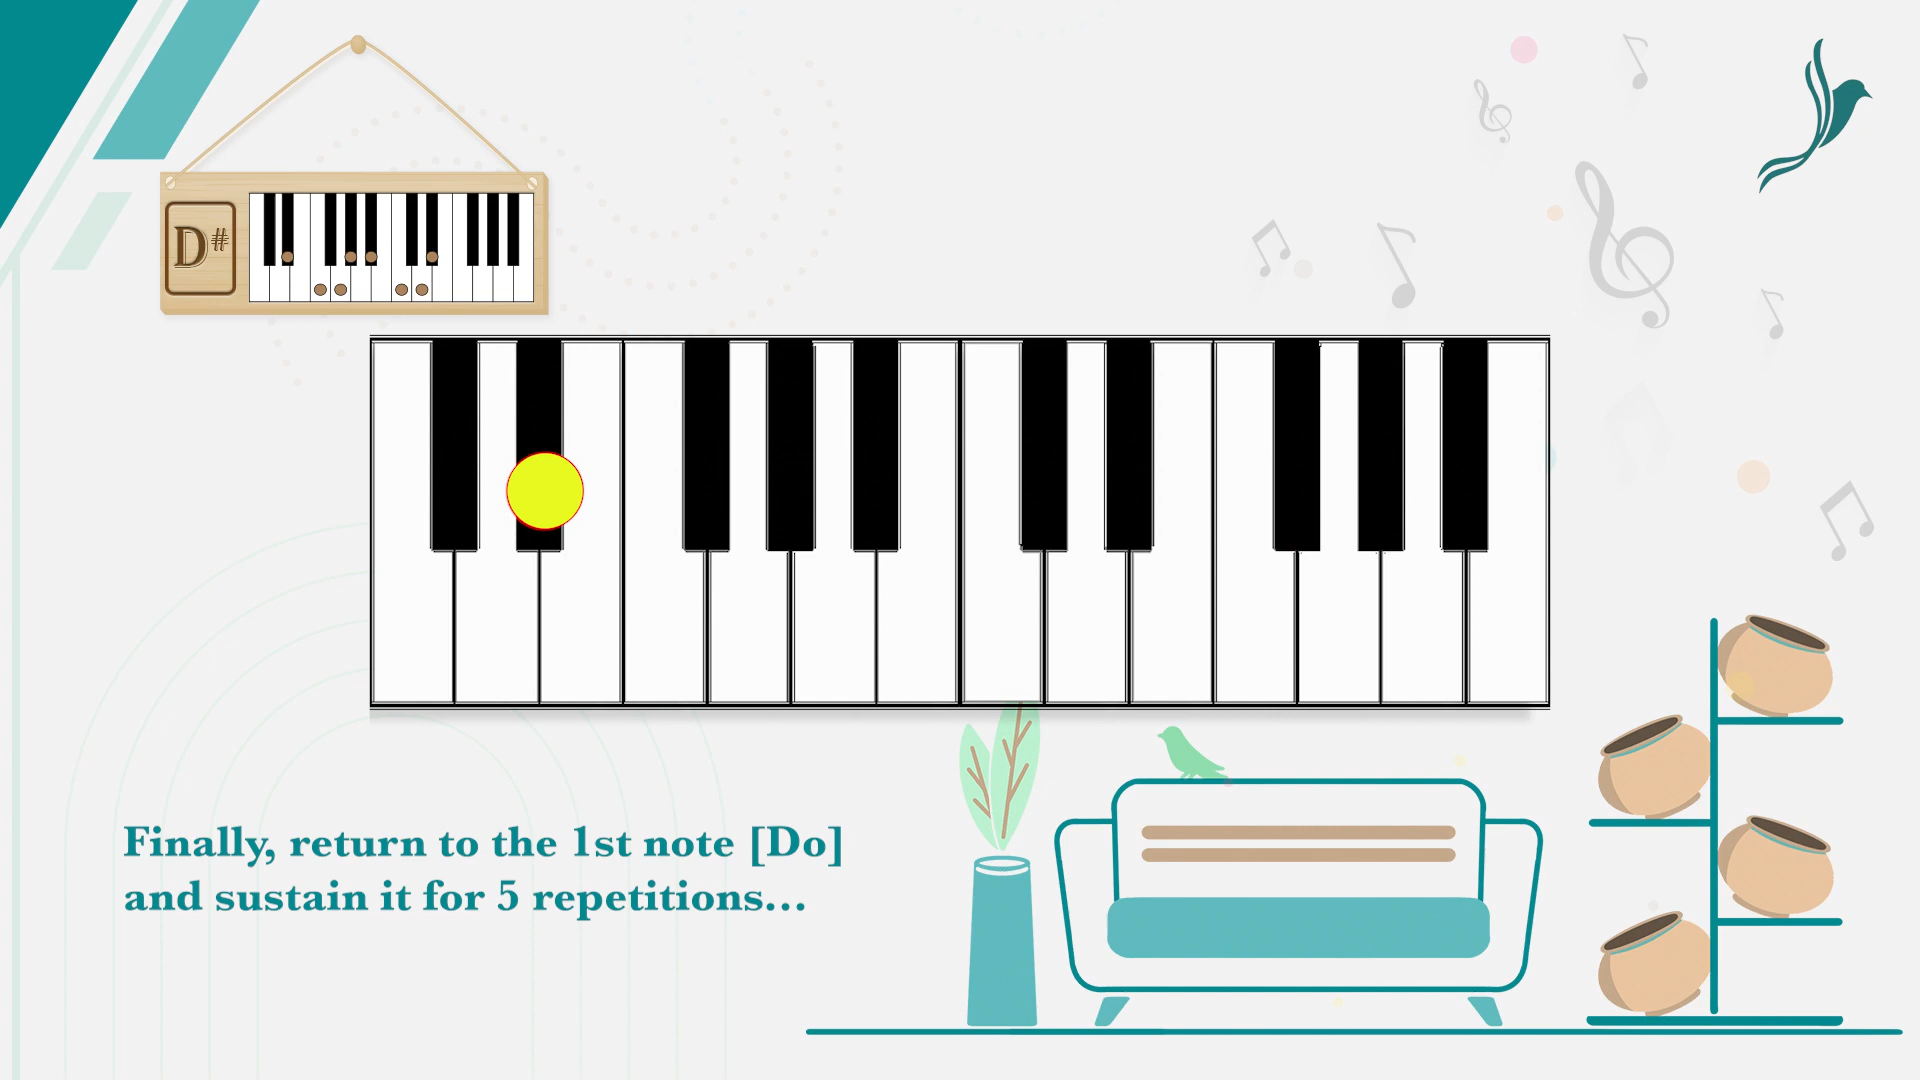 D#
Finally, return to the 1st note [Do]
and sustain it for 5 repetitions...